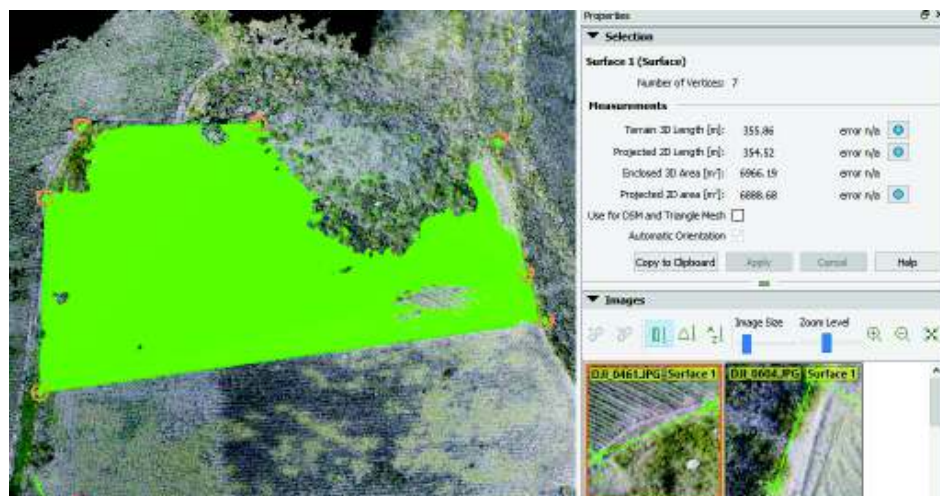 Properties
Selection
Surface 1 (Surface)
Number of Vertices: 7
Measurements
Terrain 3D Length [m]: 355.86 error n/a
Projected 2D Length [m]: 354.52 error n/a
Enclosed 3D Area [m²]: 6966.19 error n/a
Projected 2D area [m²]: 6888.68 error n/a
Use for DSM and Triangle Mesh
Automatic Orientation
Copy to Clipboard Apply Cancel Help
Images
Image Size Zoom Level
DJI_0461.JPG-Surface 1 DJI_0604.JPG Surface 1